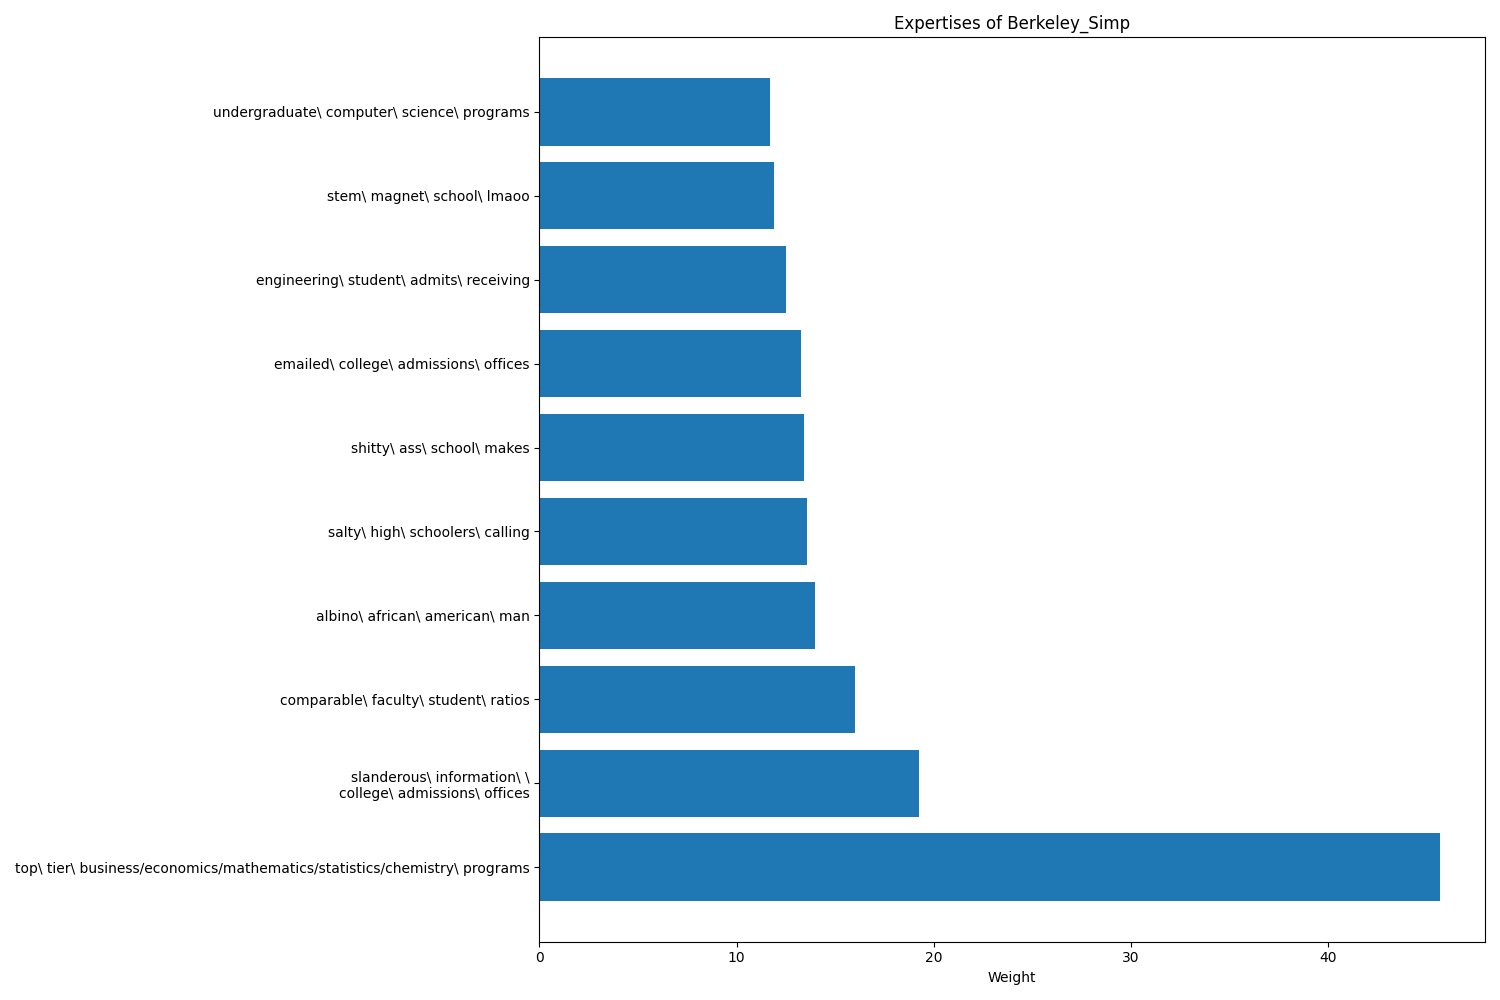 Expertises of Berkeley_Simp
undergraduate\ computer\ science\ programs
stem\ magnet\ school\ lmaoo
engineering\ student\ admits\ receiving
emailed\ college\ admissions\ offices
shitty\ ass\ school\ makes
salty\ high\ schoolers\ calling
albino\ african\ american\ man
comparable\ faculty\ student\ ratios
slanderous\ information\ \
college\ admissions\ offices
top\ tier\ business/economics/mathematics/statistics/chemistry\ programs
0 10 20 30 40
Weight